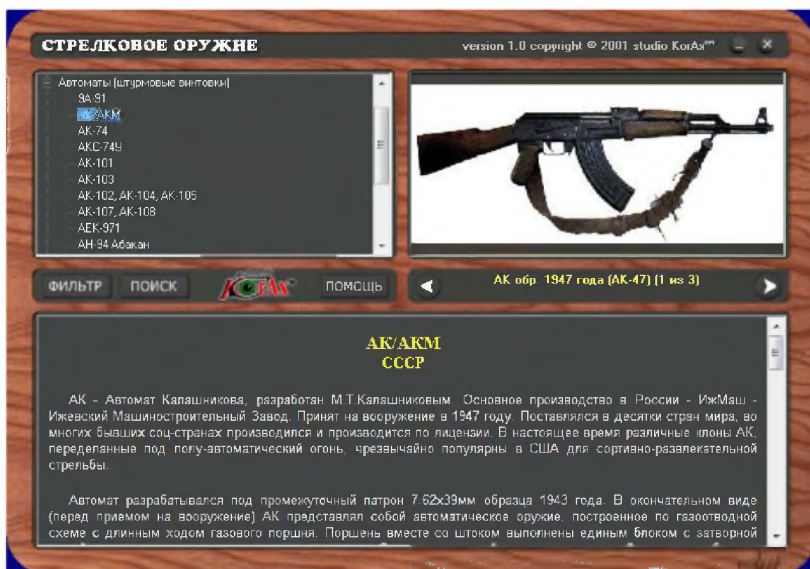 СТРЕЛКОВОЕ ОРУЖИЕ
version 1.0 copyright © 2001 studio KorAx
Автоматы (штурмовые винтовки)
9А-91
АК/АКМ
АК-74
АКС-74У
АК-101
АК-103
АК-102, АК-104, АК-105
АК-107, АК-108
АЕК-971
АН-94 Абакан
ФИЛЬТР
ПОИСК
KorAx
ПОМОЩЬ
АК обр. 1947 года (АК-47) (1 из 3)
АК/АКМ
СССР
АК - Автомат Калашникова, разработан М.Т.Калашниковым. Основное производство в России - ИжМаш -
Ижевский Машиностроительный Завод. Принят на вооружение в 1947 году. Поставлялся в десятки стран мира, во
многих бывших соц-странах производился и производится по лицензии. В настоящее время различные клоны АК,
переделанные под полу-автоматический огонь, чрезвычайно популярны в США для сортивно-развлекательной
стрельбы.
Автомат разрабатывался под промежуточный патрон 7.62х39мм образца 1943 года. В окончательном виде
(перед приемом на вооружение) АК представлял собой автоматическое оружие, построенное по газоотводной
схеме с длинным ходом газового поршня. Поршень вместе со штоком выполнены единым блоком с затворной